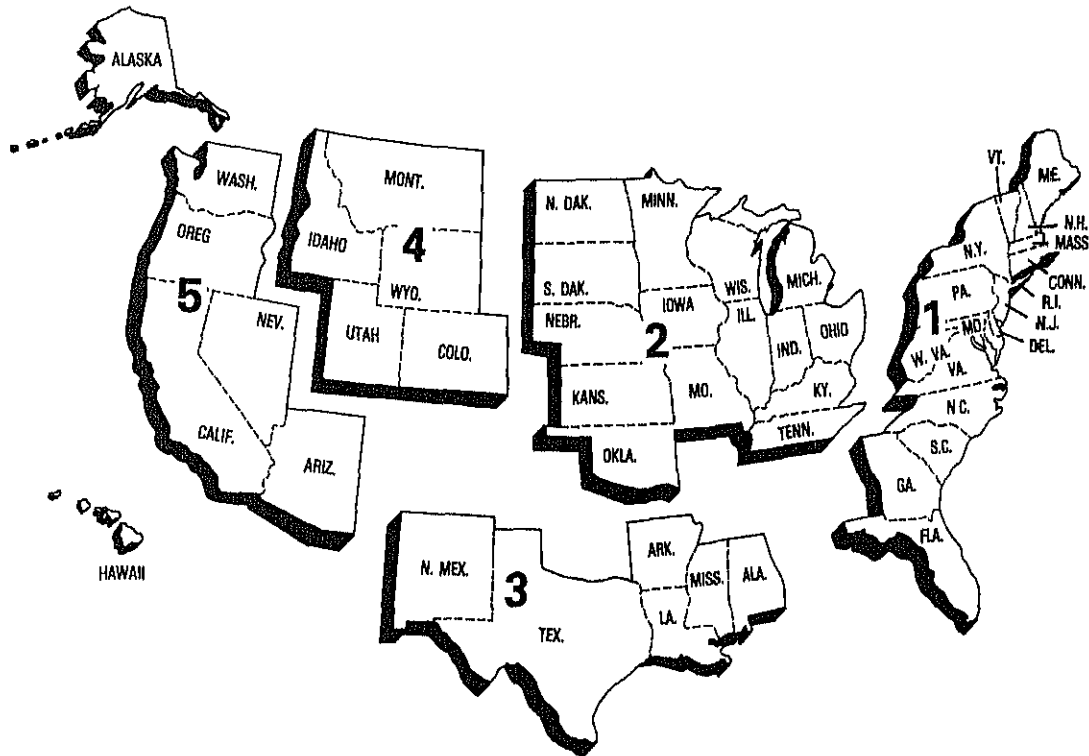 ALASKA
WASH.
OREG
5
NEV.
CALIF.
ARIZ.
HAWAII
MONT.
IDAHO
4
WYO.
UTAH
COLO.
N. DAK.
MINN.
S. DAK.
WIS.
MICH.
NEBR.
IOWA
ILL.
2
IND.
OHIO
KANS.
MO.
KY.
OKLA.
TENN.
N. MEX.
3
TEX.
ARK.
LA.
MISS.
ALA.
VT.
ME.
N.H.
MASS
N.Y.
CONN.
PA.
R.I.
1
N.J.
MD.
DEL.
W. VA.
VA.
N C.
S.C.
GA.
FLA.